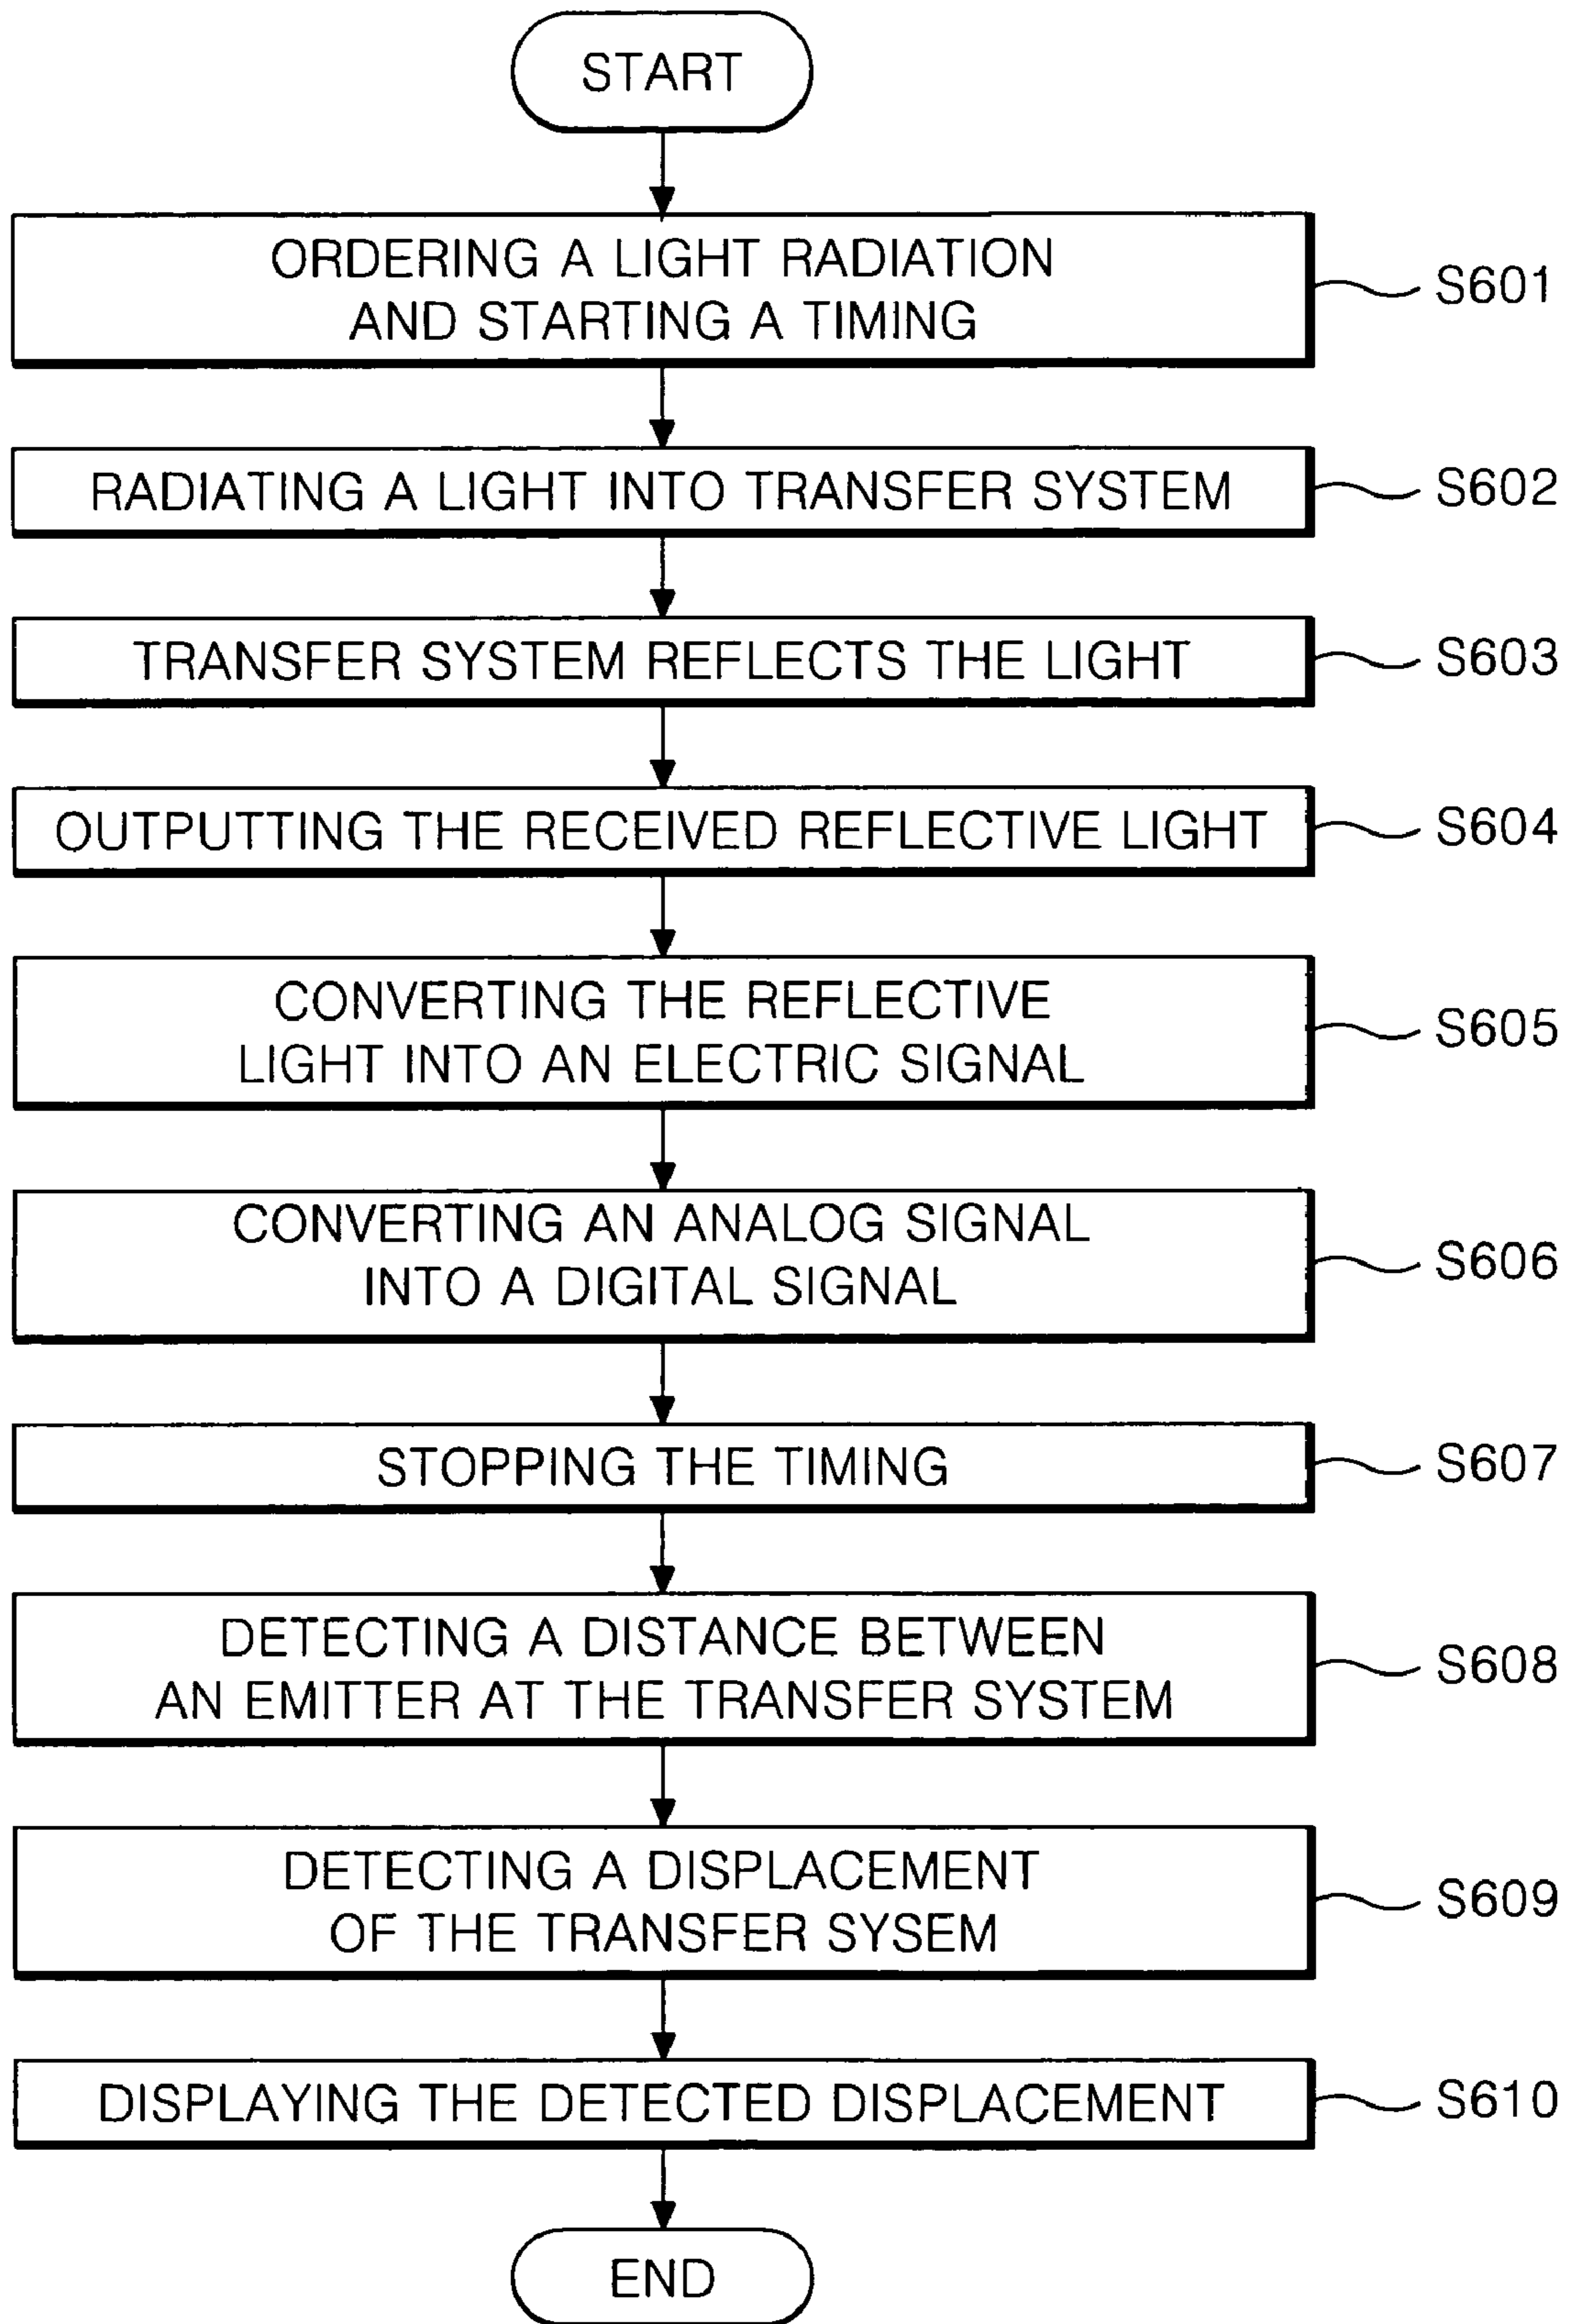 START
ORDERING A LIGHT RADIATION
AND STARTING A TIMING
S601
RADIATING A LIGHT INTO TRANSFER SYSTEM
S602
TRANSFER SYSTEM REFLECTS THE LIGHT
S603
OUTPUTTING THE RECEIVED REFLECTIVE LIGHT
S604
CONVERTING THE REFLECTIVE
LIGHT INTO AN ELECTRIC SIGNAL
S605
CONVERTING AN ANALOG SIGNAL
INTO A DIGITAL SIGNAL
S606
STOPPING THE TIMING
S607
DETECTING A DISTANCE BETWEEN
AN EMITTER AT THE TRANSFER SYSTEM
S608
DETECTING A DISPLACEMENT
OF THE TRANSFER SYSEM
S609
DISPLAYING THE DETECTED DISPLACEMENT
S610
END